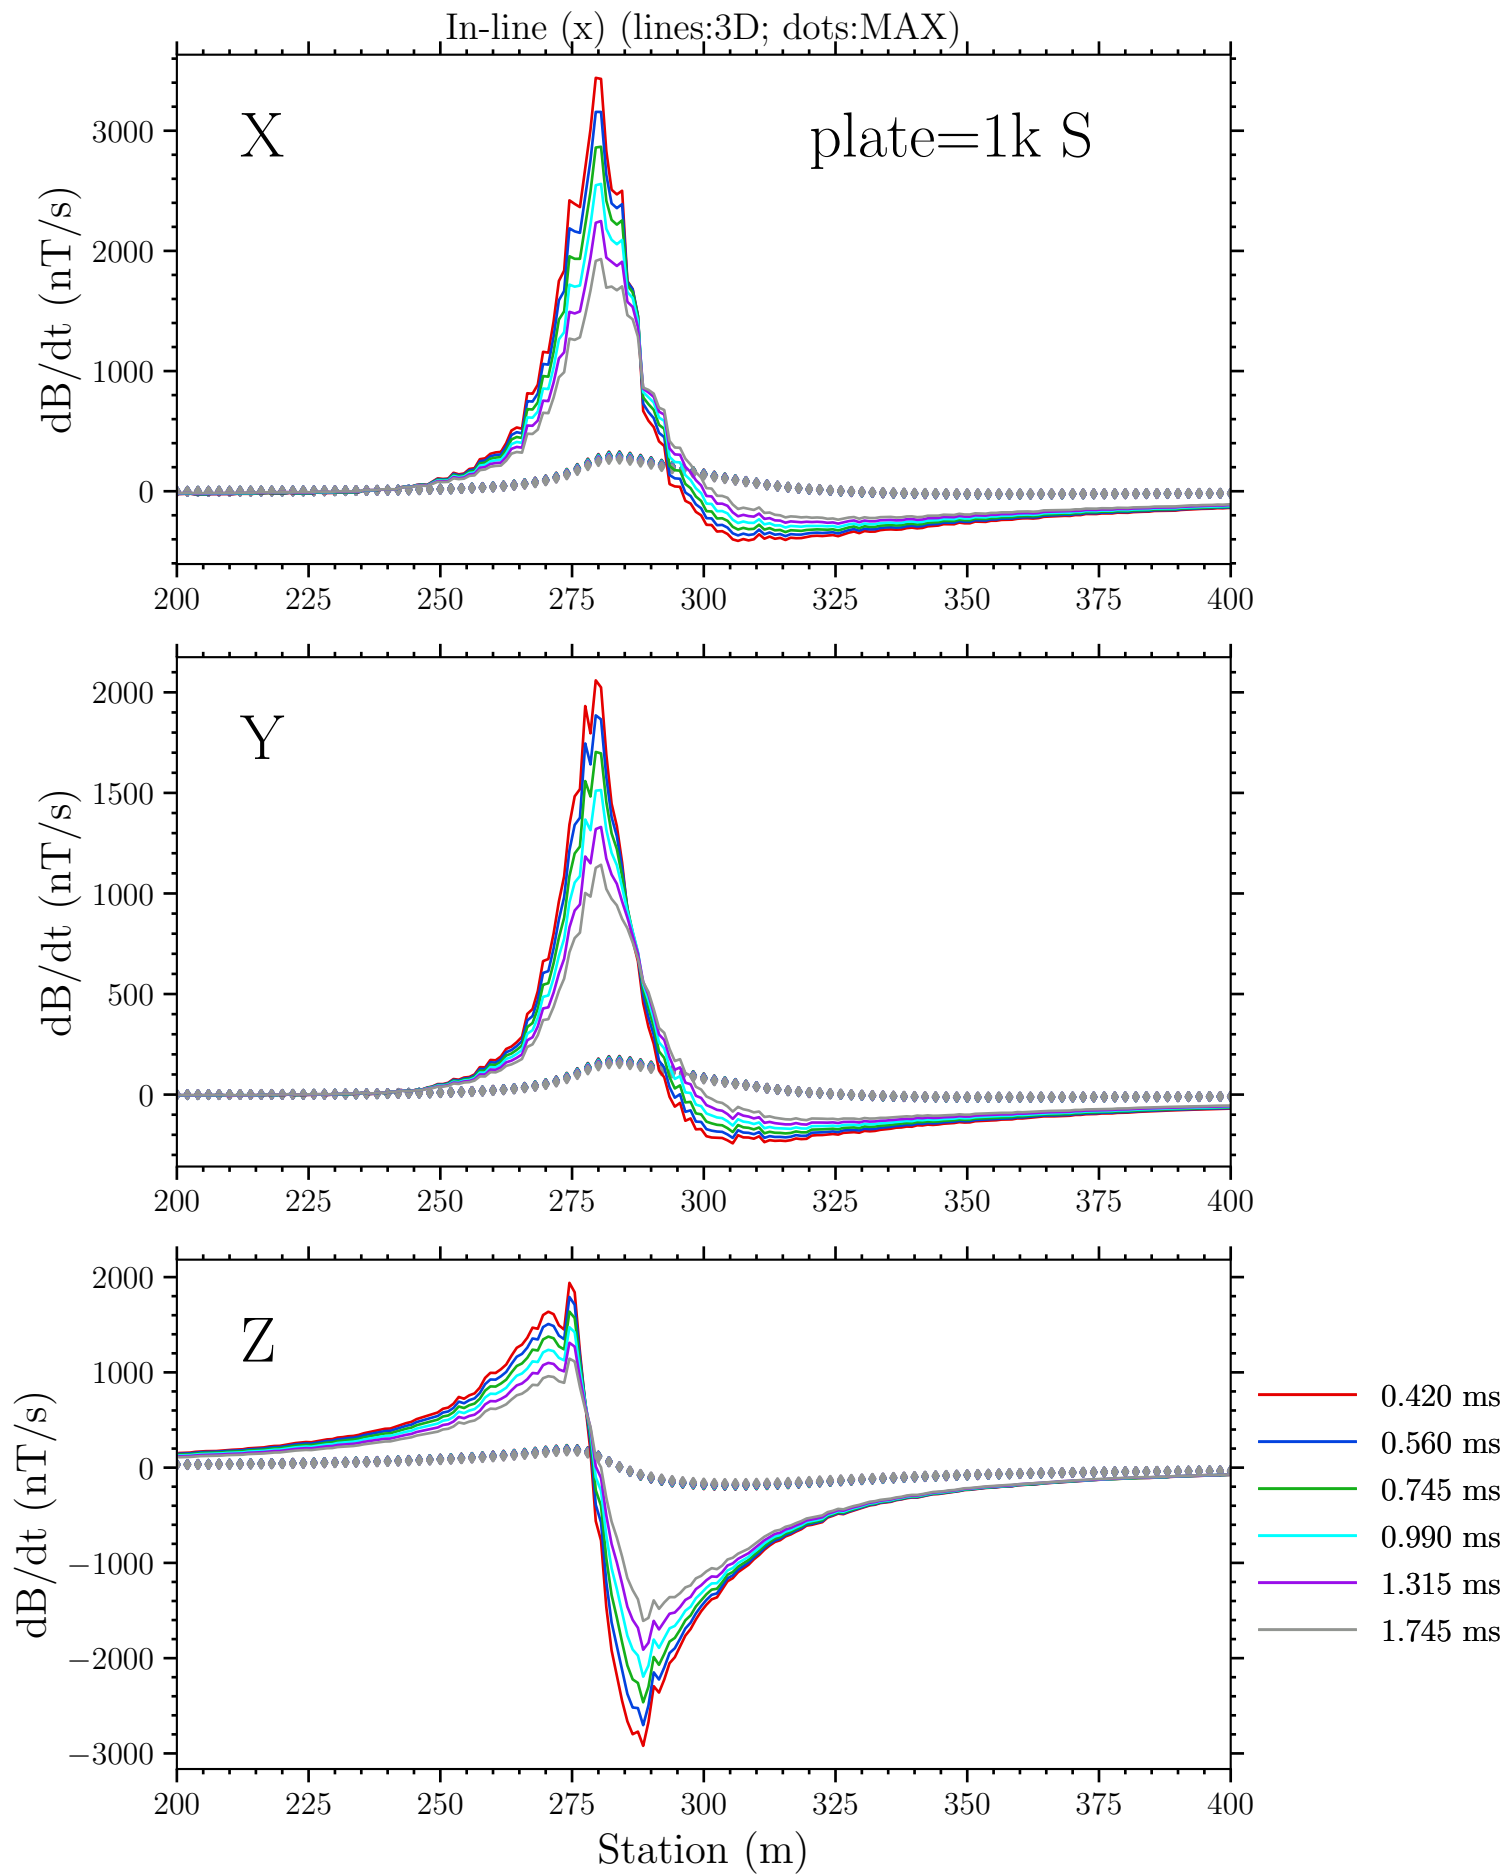 In-line (x) (lines:3D; dots:MAX)
X
plate=1k S
dB/dt (nT/s)
3000
2000
1000
0
200 225 250 275 300 325 350 375 400
Y
dB/dt (nT/s)
2000
1500
1000
500
0
200 225 250 275 300 325 350 375 400
Z
dB/dt (nT/s)
2000
1000
0
−1000
−2000
−3000
200 225 250 275 300 325 350 375 400
Station (m)
0.420 ms
0.560 ms
0.745 ms
0.990 ms
1.315 ms
1.745 ms